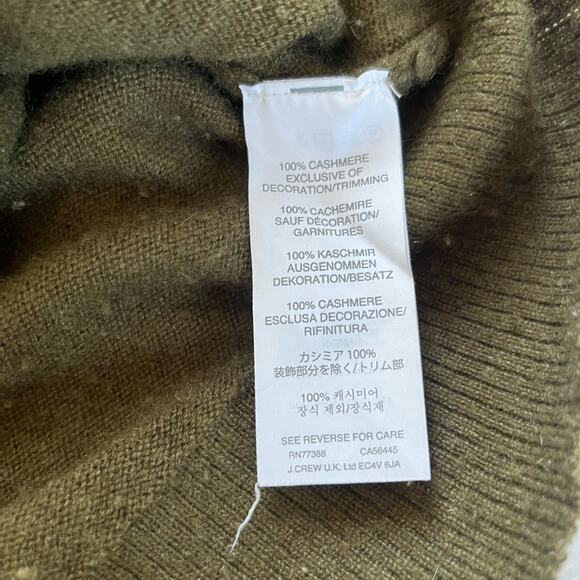 100% CASHMERE
EXCLUSIVE OF
DECORATION/TRIMMING
100% CACHEMIRE
SAUF DÉCORATION/
GARNITURES
100% KASCHMIR
AUSGENOMMEN
DEKORATION/BESATZ
100% CASHMERE
ESCLUSA DECORAZIONE/
RIFINITURA
カシミア 100%
装飾部分を除く/トリム部
100% 캐시미어
장식 제외/장식재
SEE REVERSE FOR CARE
RN77388 CA56445
J.CREW U.K. Ltd EC4V 6JA